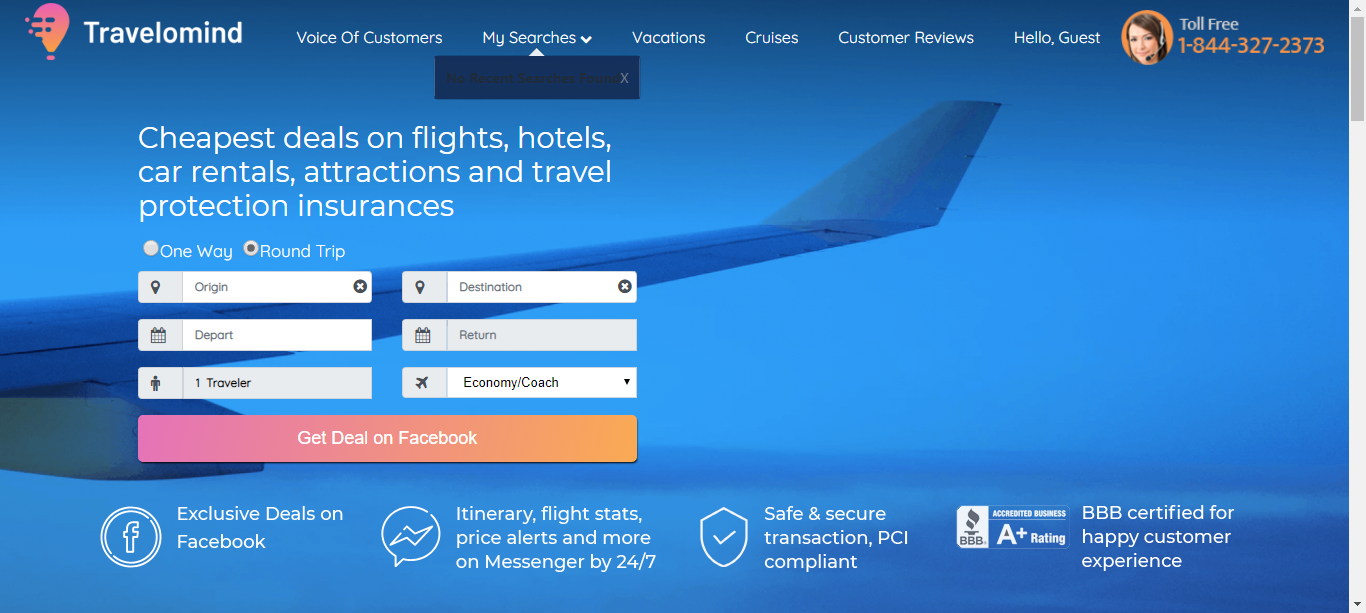 Travelomind
Voice Of Customers
My Searches
Vacations
Cruises
Customer Reviews
Hello, Guest
Toll Free
1-844-327-2373
No Recent Searches Found X
Cheapest deals on flights, hotels,
car rentals, attractions and travel
protection insurances
One Way
Round Trip
Origin
Destination
Depart
Return
1 Traveler
Economy/Coach
Get Deal on Facebook
Exclusive Deals on
Facebook
Itinerary, flight stats,
price alerts and more
on Messenger by 24/7
Safe & secure
transaction, PCI
compliant
BBB
ACCREDITED BUSINESS
A+ Rating
BBB certified for
happy customer
experience